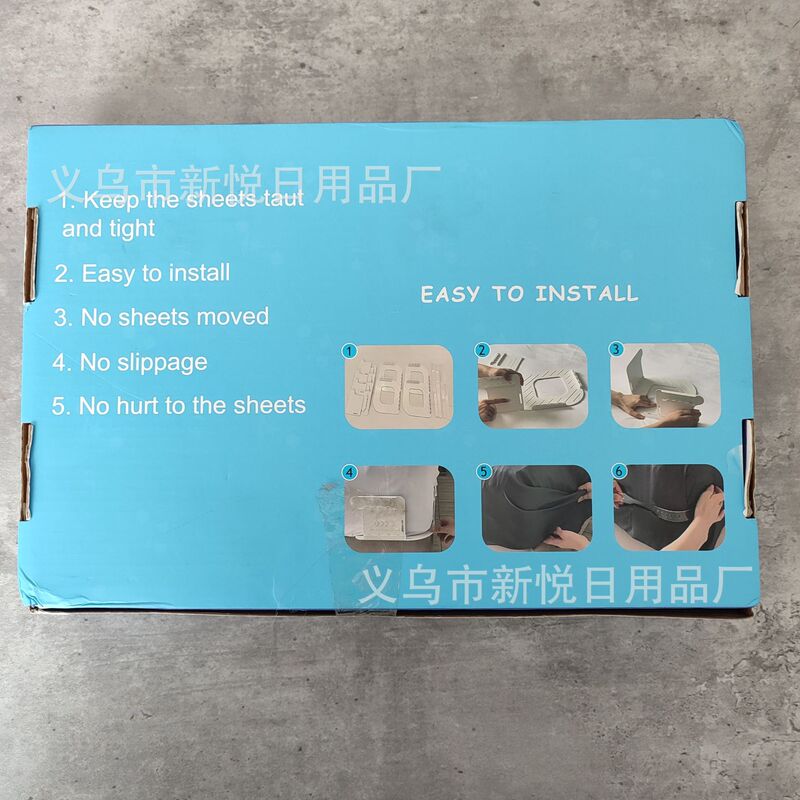 义乌市新悦日用品厂
1. Keep the sheets taut
and tight
2. Easy to install
3. No sheets moved
4. No slippage
5. No hurt to the sheets
EASY TO INSTALL
1
2
3
4
5
6
义乌市新悦日用品厂